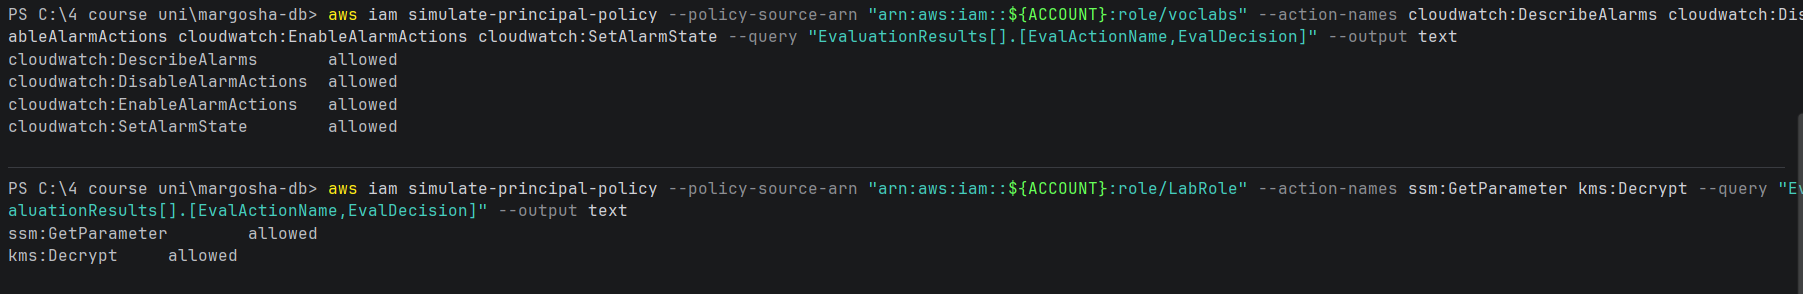 PS C:\4 course uni\margosha-db> aws iam simulate-principal-policy --policy-source-arn "arn:aws:iam::${ACCOUNT}:role/voclabs" --action-names cloudwatch:DescribeAlarms cloudwatch:Dis
ableAlarmActions cloudwatch:EnableAlarmActions cloudwatch:SetAlarmState --query "EvaluationResults[].[EvalActionName,EvalDecision]" --output text
cloudwatch:DescribeAlarms       allowed
cloudwatch:DisableAlarmActions  allowed
cloudwatch:EnableAlarmActions   allowed
cloudwatch:SetAlarmState        allowed
PS C:\4 course uni\margosha-db> aws iam simulate-principal-policy --policy-source-arn "arn:aws:iam::${ACCOUNT}:role/LabRole" --action-names ssm:GetParameter kms:Decrypt --query "Ev
aluationResults[].[EvalActionName,EvalDecision]" --output text
ssm:GetParameter        allowed
kms:Decrypt     allowed